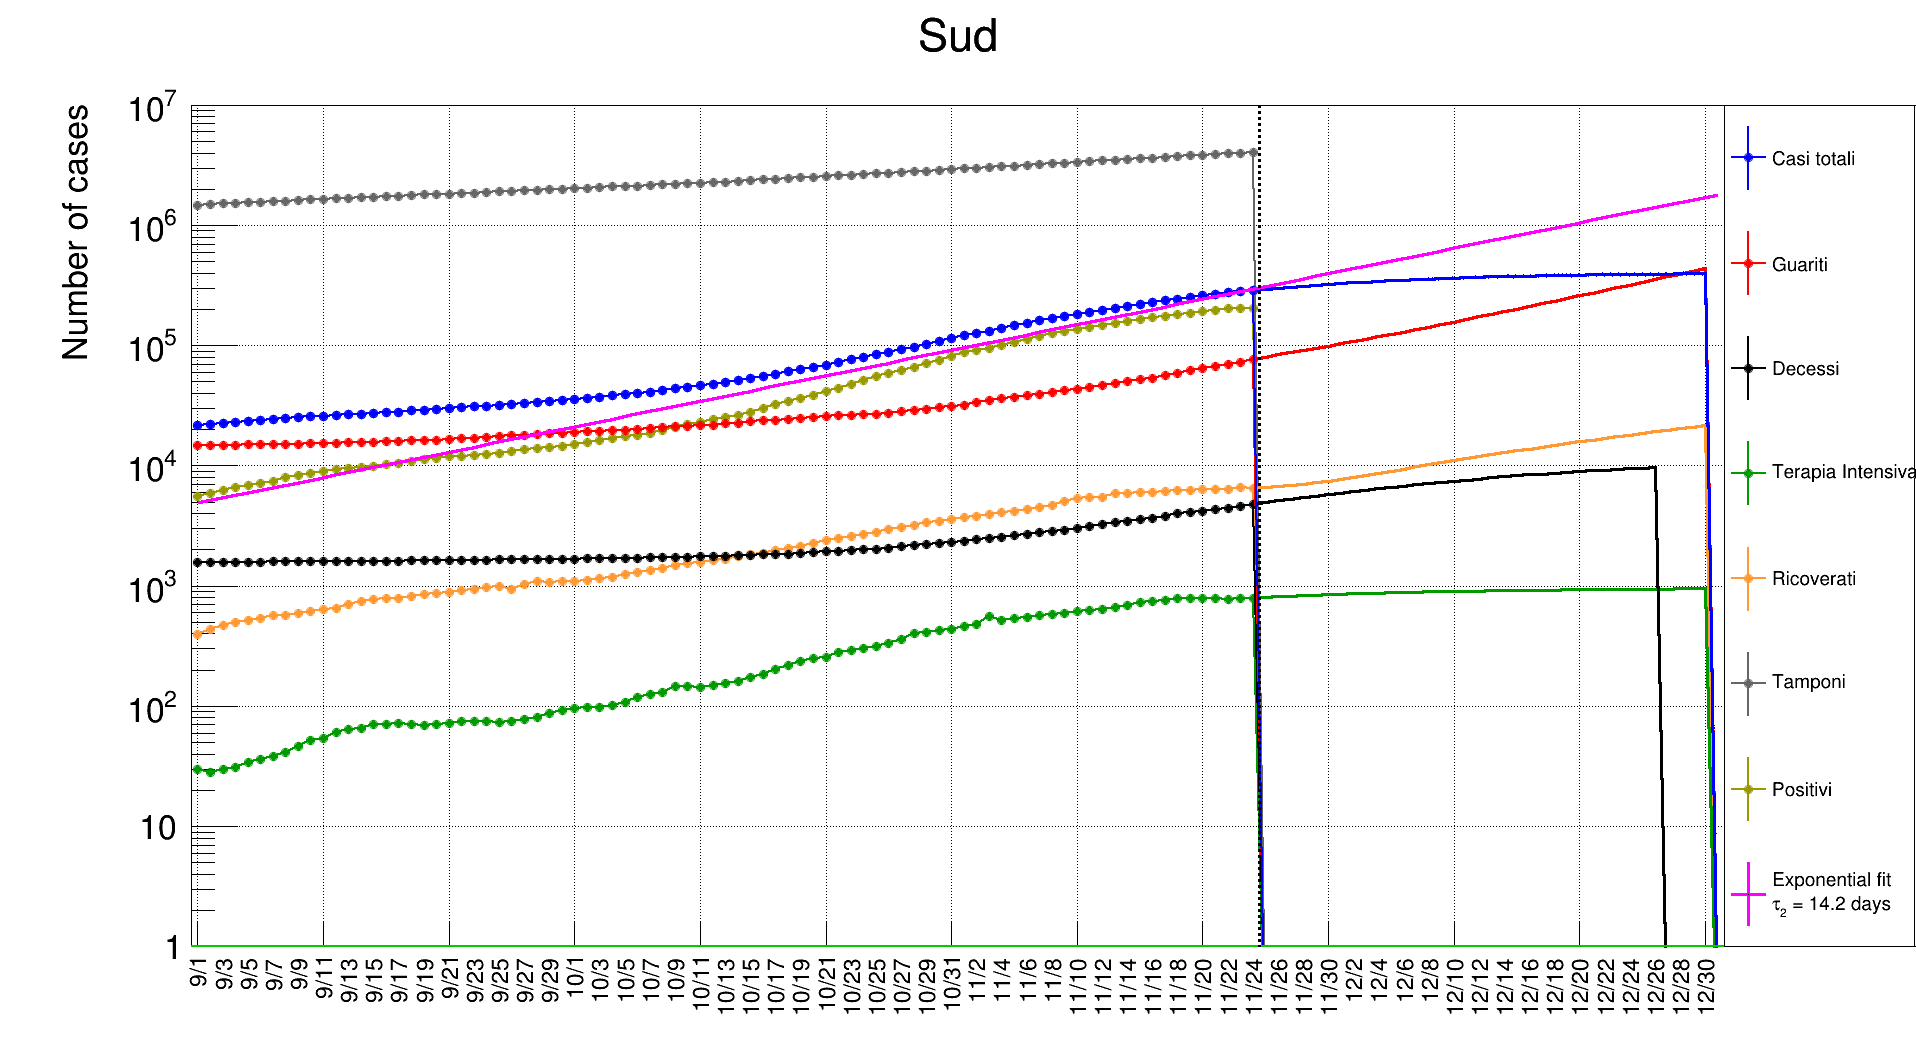 Sud
Number of cases
10^7
10^6
10^5
10^4
10^3
10^2
10
1
9/1 9/3 9/5 9/7 9/9 9/11 9/13 9/15 9/17 9/19 9/21 9/23 9/25 9/27 9/29 10/1 10/3 10/5 10/7 10/9 10/11 10/13 10/15 10/17 10/19 10/21 10/23 10/25 10/27 10/29 10/31 11/2 11/4 11/6 11/8 11/10 11/12 11/14 11/16 11/18 11/20 11/22 11/24 11/26 11/28 11/30 12/2 12/4 12/6 12/8 12/10 12/12 12/14 12/16 12/18 12/20 12/22 12/24 12/26 12/28 12/30
Casi totali
Guariti
Decessi
Terapia Intensiva
Ricoverati
Tamponi
Positivi
Exponential fit
τ_2 = 14.2 days